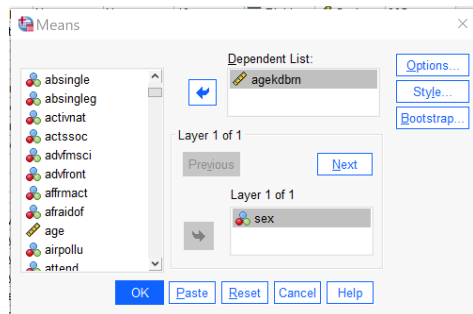 Means
Dependent List:
absingle
absingleg
activnat
actssoc
advfmsci
advfront
affrmact
afraidof
age
airpollu
attend
agekdbrn
Options...
Style...
Bootstrap...
Layer 1 of 1
Previous
Next
Layer 1 of 1
sex
OK
Paste
Reset
Cancel
Help